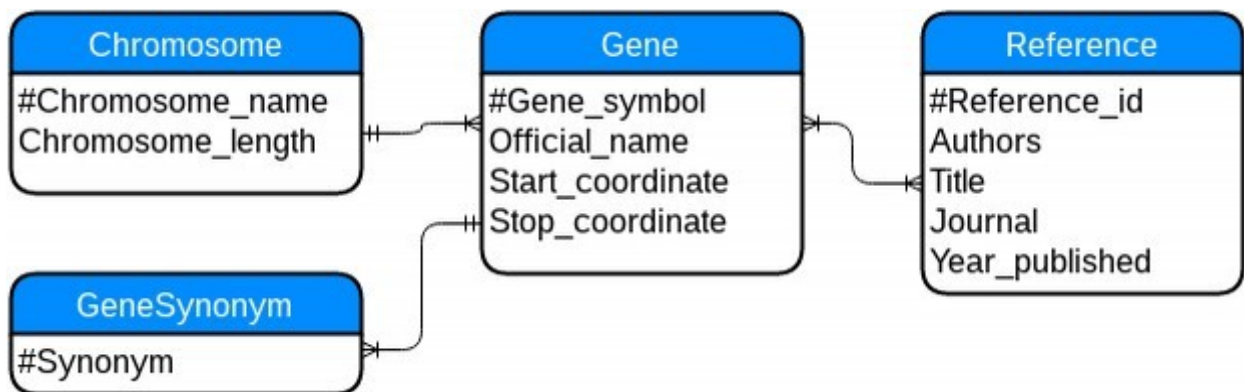 Chromosome
#Chromosome_name
Chromosome_length
Gene
#Gene_symbol
Official_name
Start_coordinate
Stop_coordinate
Reference
#Reference_id
Authors
Title
Journal
Year_published
GeneSynonym
#Synonym